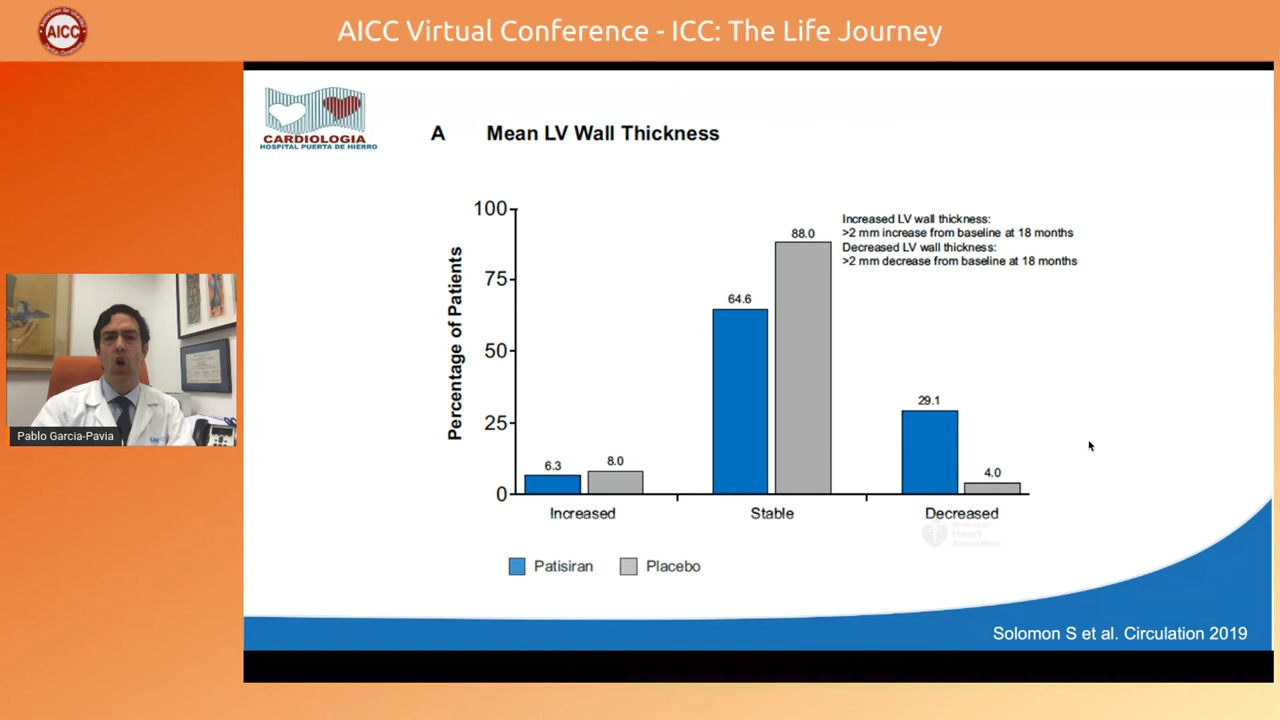 AICC
AICC Virtual Conference - ICC: The Life Journey
CARDIOLOGIA
HOSPITAL PUERTA DE HIERRO
A Mean LV Wall Thickness
Percentage of Patients
100
75
50
25
0
Increased LV wall thickness:
>2 mm increase from baseline at 18 months
Decreased LV wall thickness:
>2 mm decrease from baseline at 18 months
6.3
8.0
64.6
88.0
29.1
4.0
Increased
Stable
Decreased
American
Heart
Association
Patisiran
Placebo
Solomon S et al. Circulation 2019
Pablo Garcia-Pavia